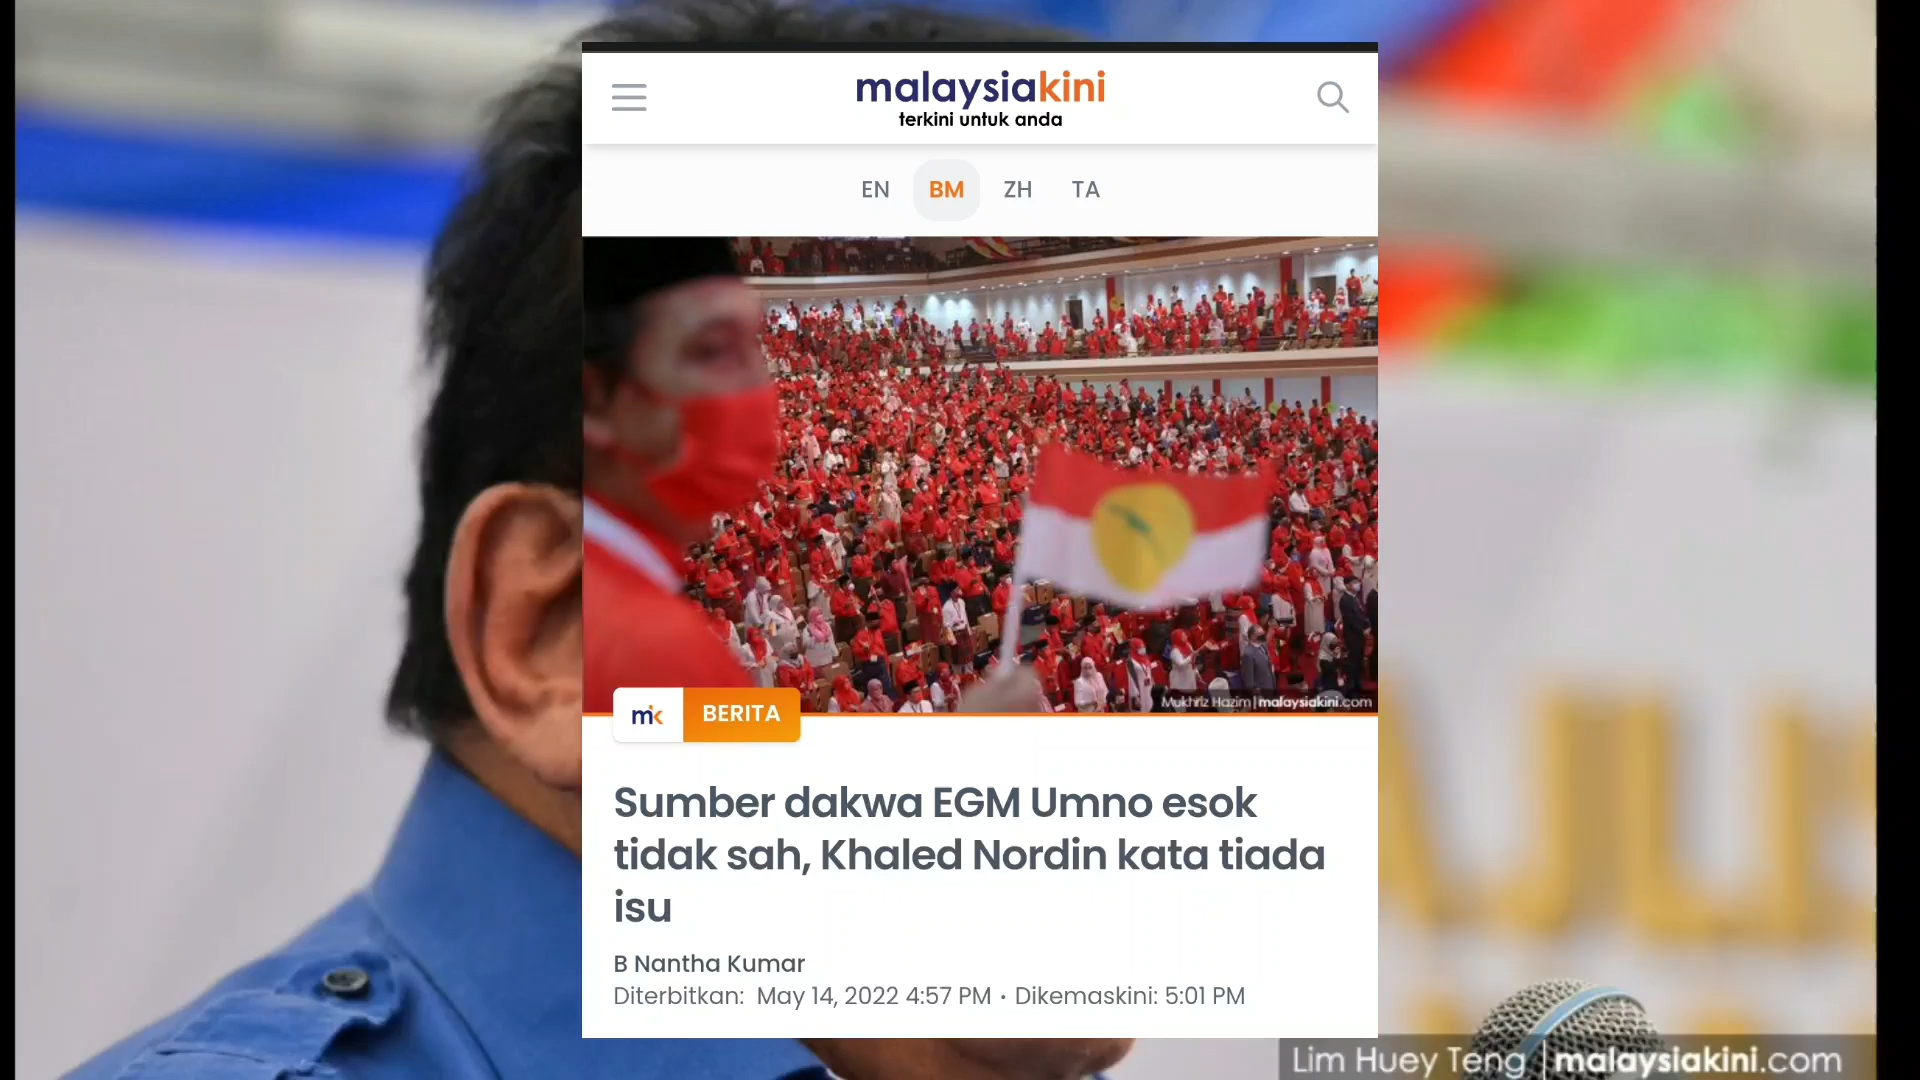 malaysiakini
terkini untuk anda
EN BM ZH TA
Mukhriz Hazim | malaysiakini.com
mk BERITA
Sumber dakwa EGM Umno esok
tidak sah, Khaled Nordin kata tiada
isu
B Nantha Kumar
Diterbitkan: May 14, 2022 4:57 PM • Dikemaskini: 5:01 PM
Lim Huey Teng | malaysiakini.com